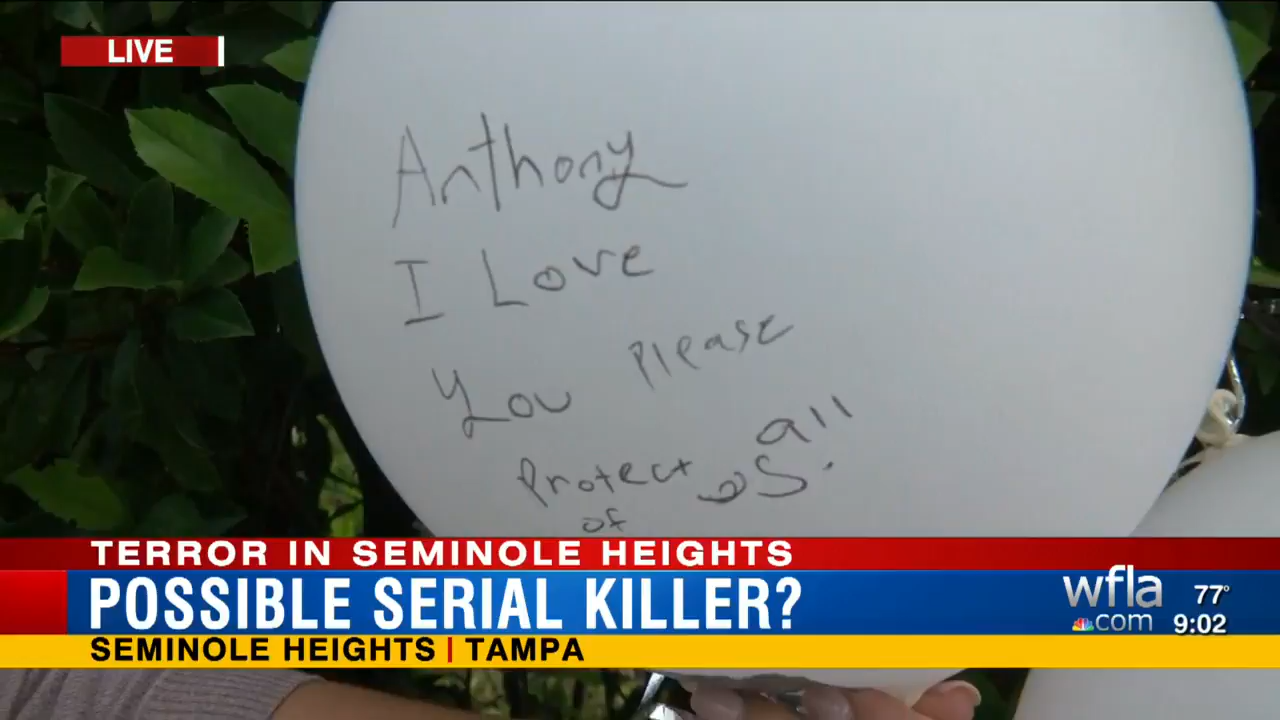 LIVE
Anthony
I Love
You Please
Protect all
of us.
TERROR IN SEMINOLE HEIGHTS
POSSIBLE SERIAL KILLER?
SEMINOLE HEIGHTS | TAMPA
wfla
.com
77°
9:02